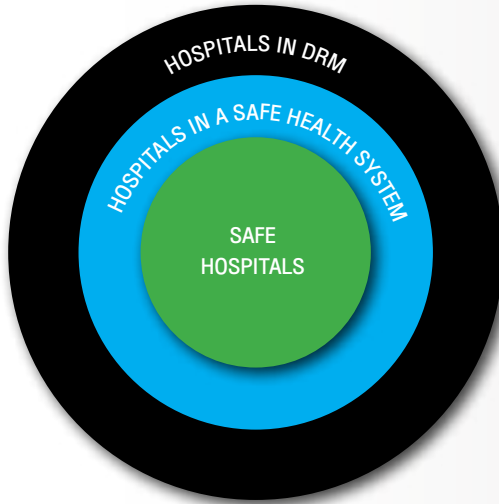 HOSPITALS IN DRM
HOSPITALS IN A SAFE HEALTH SYSTEM
SAFE
HOSPITALS